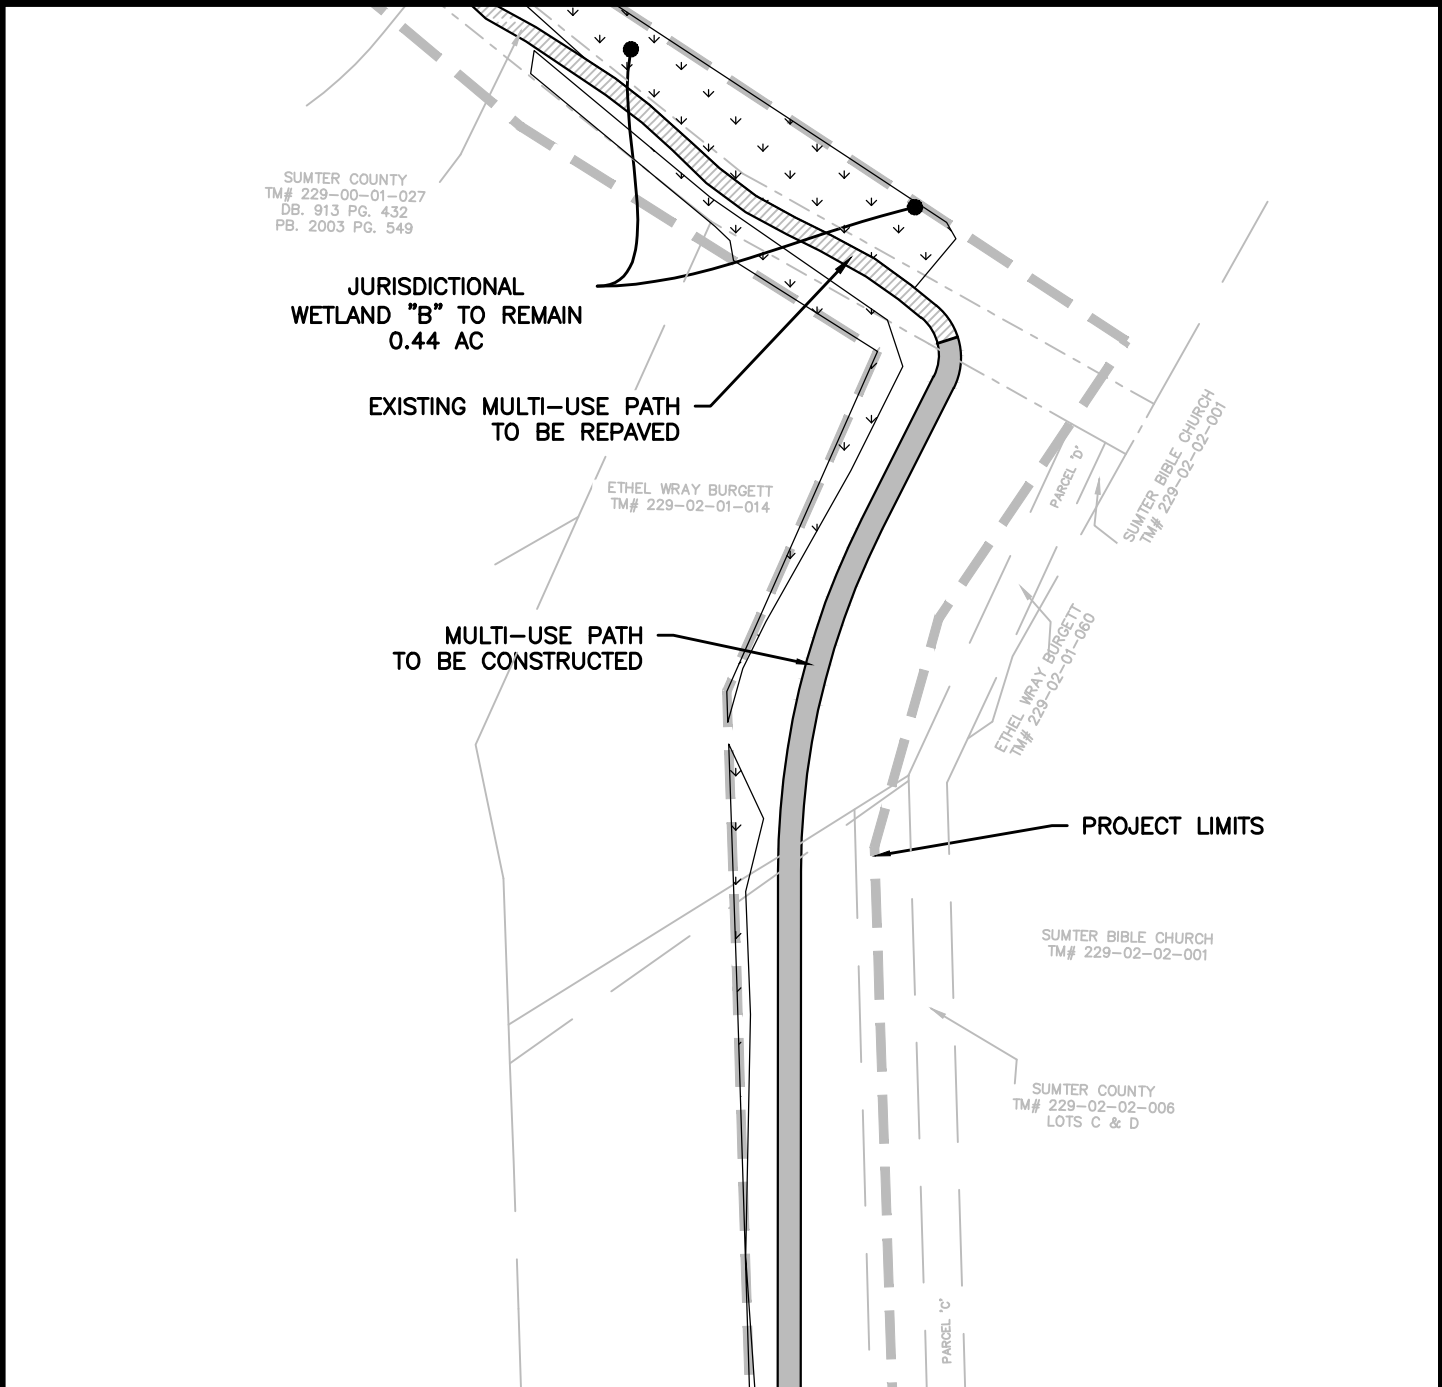 SUMTER COUNTY
TM# 229-00-01-027
DB. 913 PG. 432
PB. 2003 PG. 549
JURISDICTIONAL
WETLAND "B" TO REMAIN
0.44 AC
EXISTING MULTI-USE PATH
TO BE REPAVED
SUMTER BIBLE CHURCH
TM# 229-02-02-001
PARCEL 'D'
ETHEL WRAY BURGETT
TM# 229-02-01-014
ETHEL WRAY BURGETT
TM# 229-02-01-060
MULTI-USE PATH
TO BE CONSTRUCTED
PROJECT LIMITS
SUMTER BIBLE CHURCH
TM# 229-02-02-001
SUMTER COUNTY
TM# 229-02-02-006
LOTS C & D
PARCEL 'C'